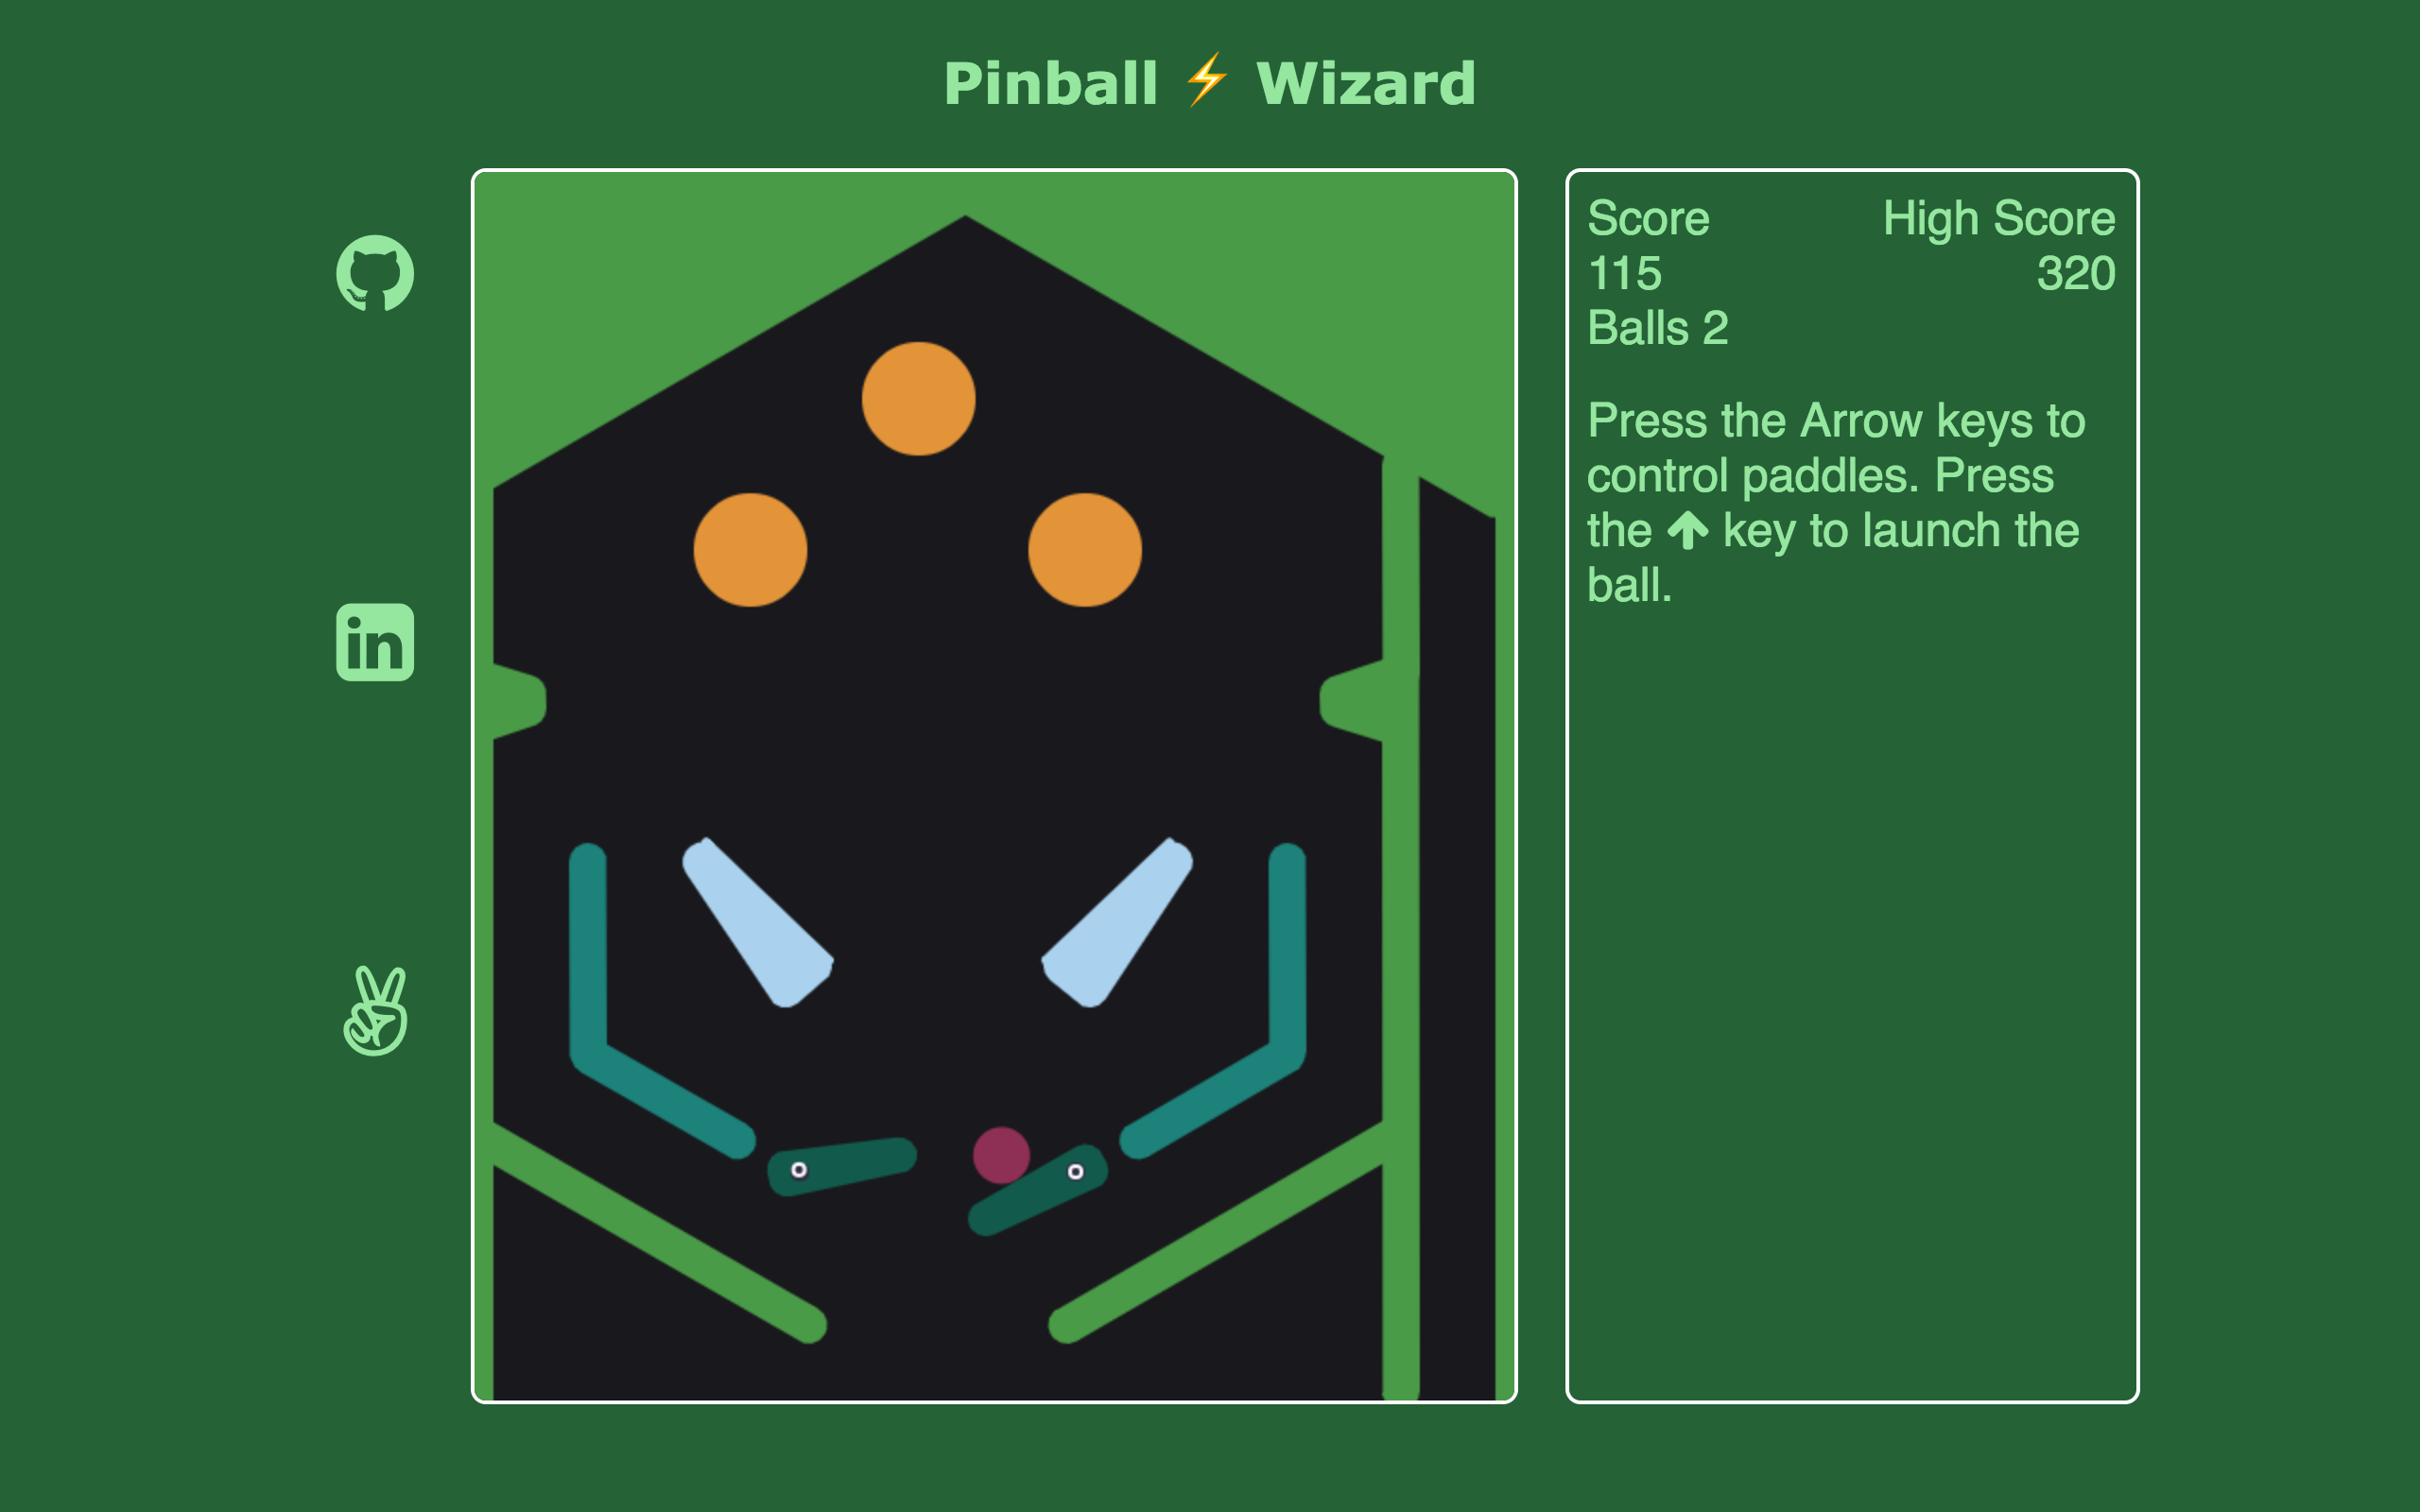 Pinball ⚡ Wizard
Score High Score
115 320
Balls 2
Press the Arrow keys to
control paddles. Press
the ↑ key to launch the
ball.
in